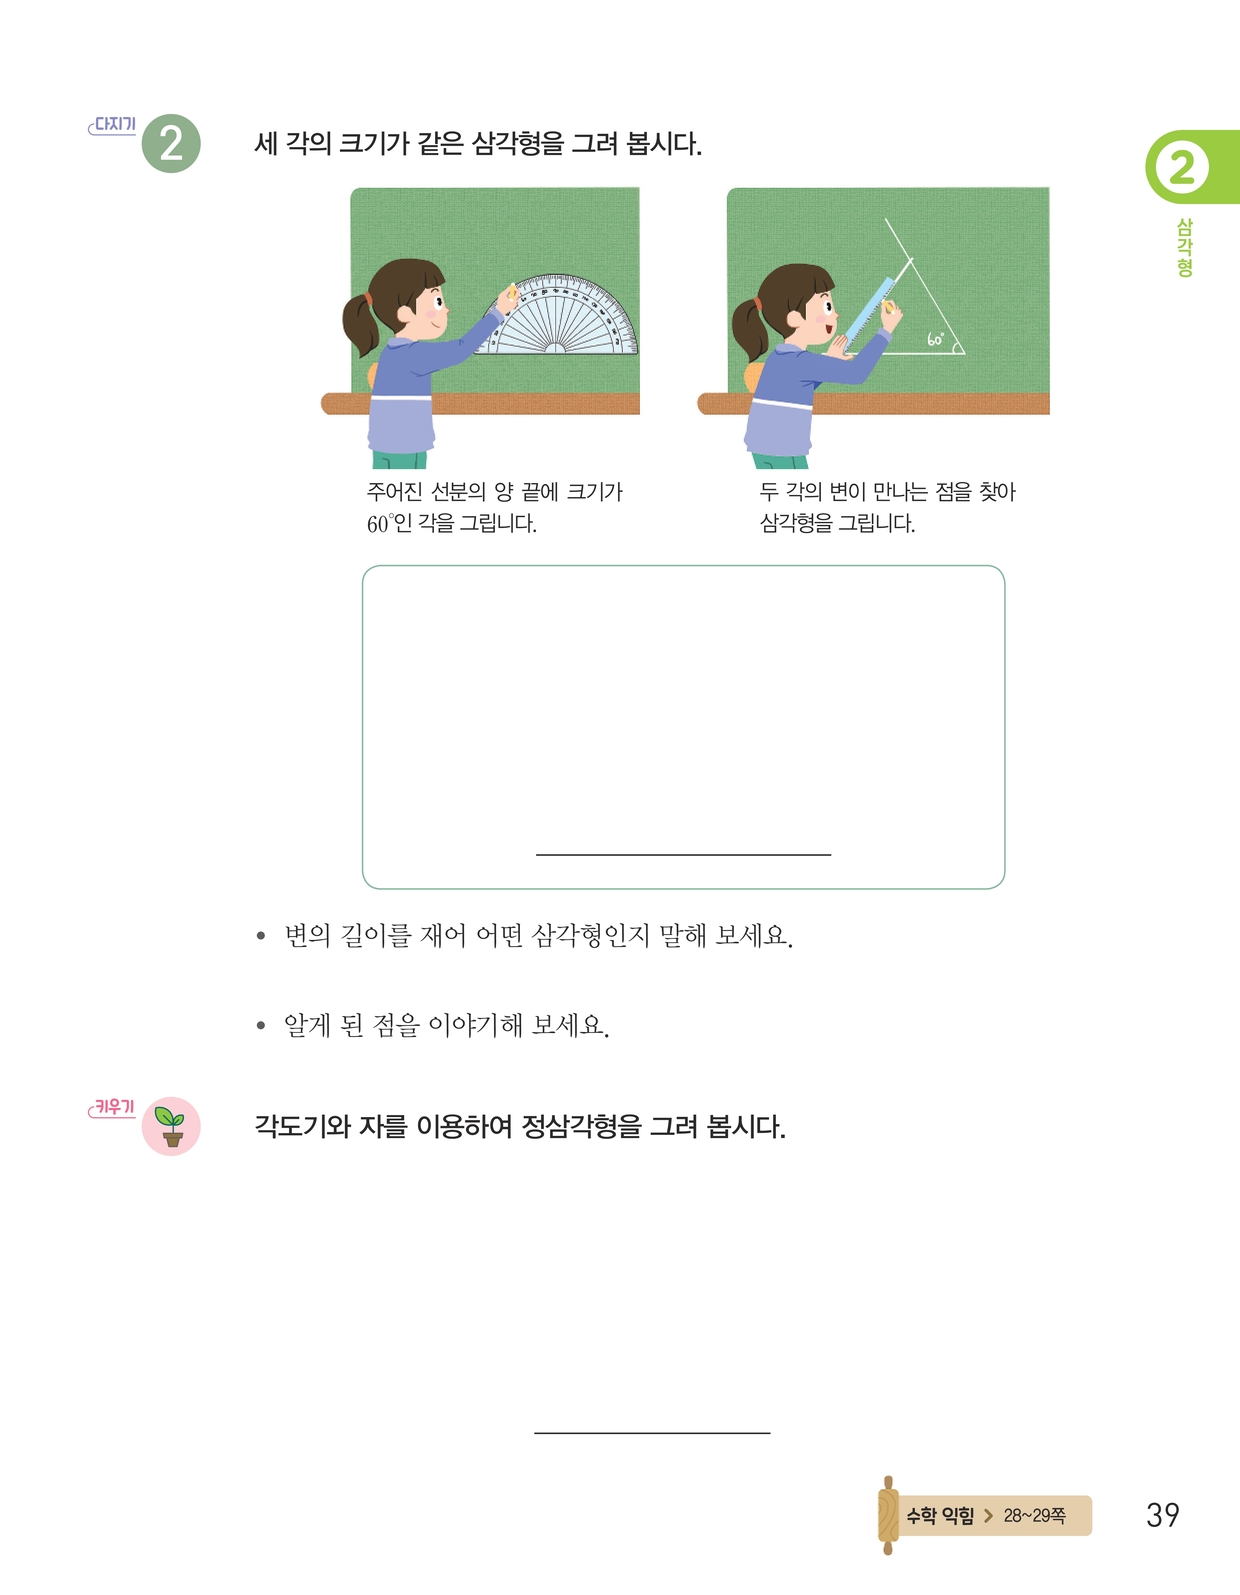 다지기
2
세 각의 크기가 같은 삼각형을 그려 봅시다.
2
삼각형
60°
주어진 선분의 양 끝에 크기가
60°인 각을 그립니다.
두 각의 변이 만나는 점을 찾아
삼각형을 그립니다.
• 변의 길이를 재어 어떤 삼각형인지 말해 보세요.
• 알게 된 점을 이야기해 보세요.
키우기
각도기와 자를 이용하여 정삼각형을 그려 봅시다.
수학 익힘 > 28~29쪽
39